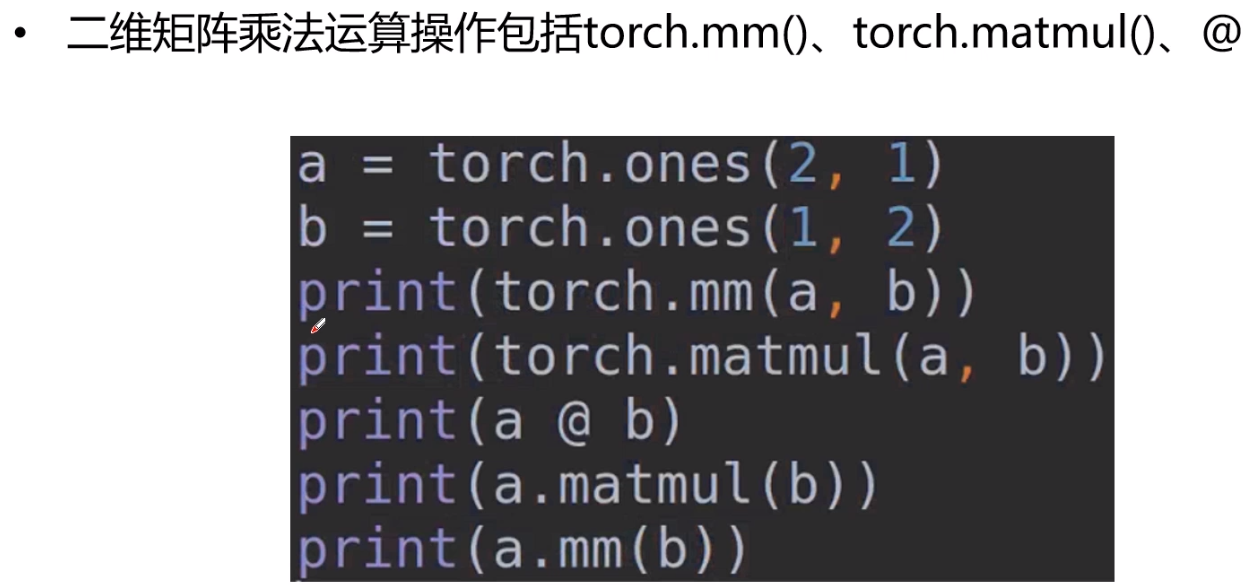 • 二维矩阵乘法运算操作包括torch.mm()、torch.matmul()、@
a = torch.ones(2, 1)
b = torch.ones(1, 2)
print(torch.mm(a, b))
print(torch.matmul(a, b))
print(a @ b)
print(a.matmul(b))
print(a.mm(b))